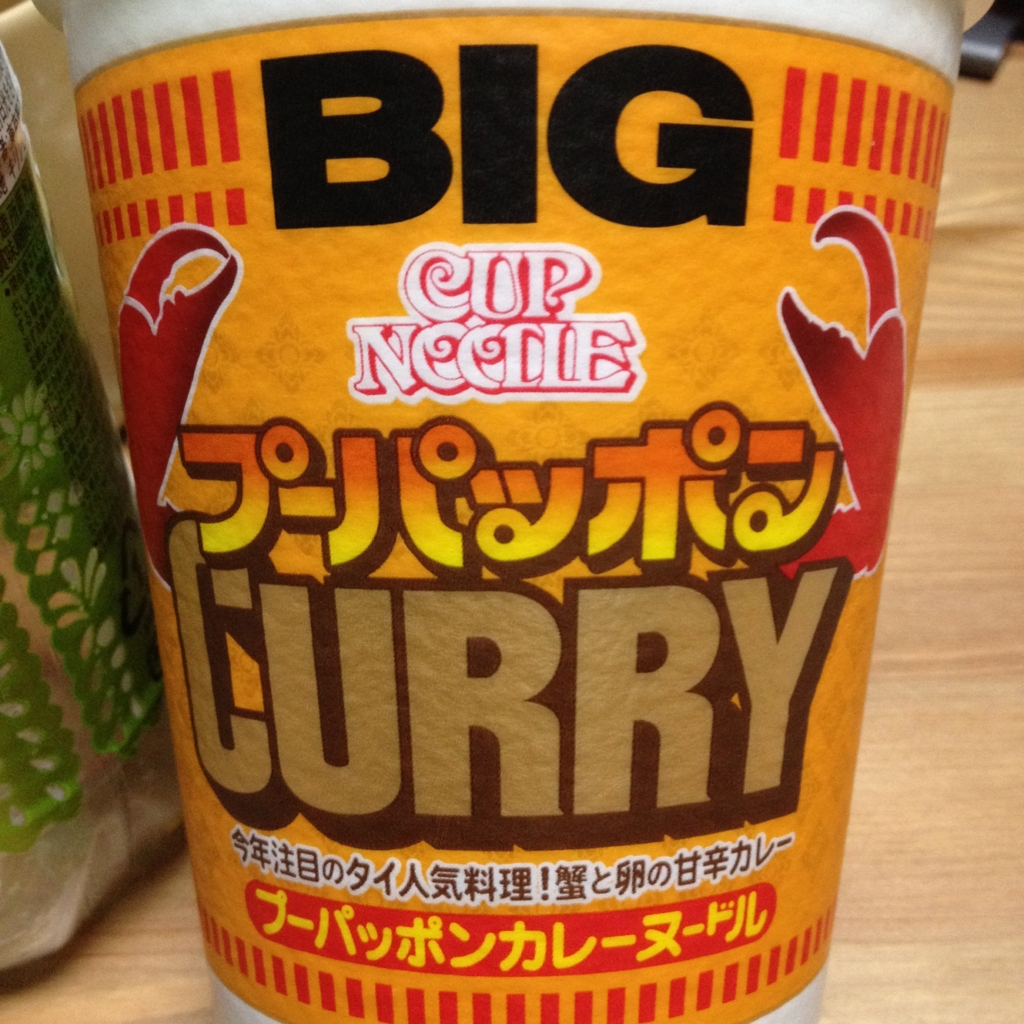 BIG
CUP
NOODLE
プーパッポン
CURRY
今年注目のタイ人気料理!蟹と卵の甘辛カレー
プーパッポンカレーヌードル